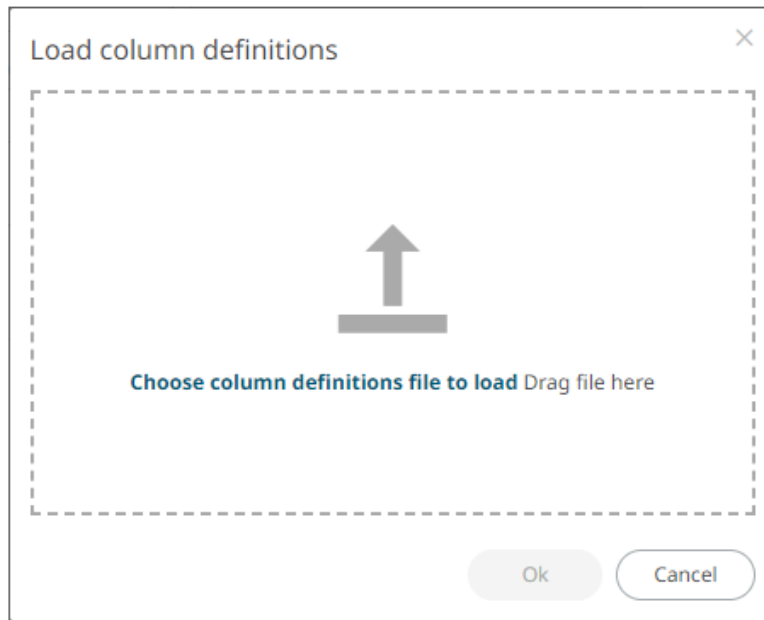 Load column definitions
Choose column definitions file to load Drag file here
Ok
Cancel